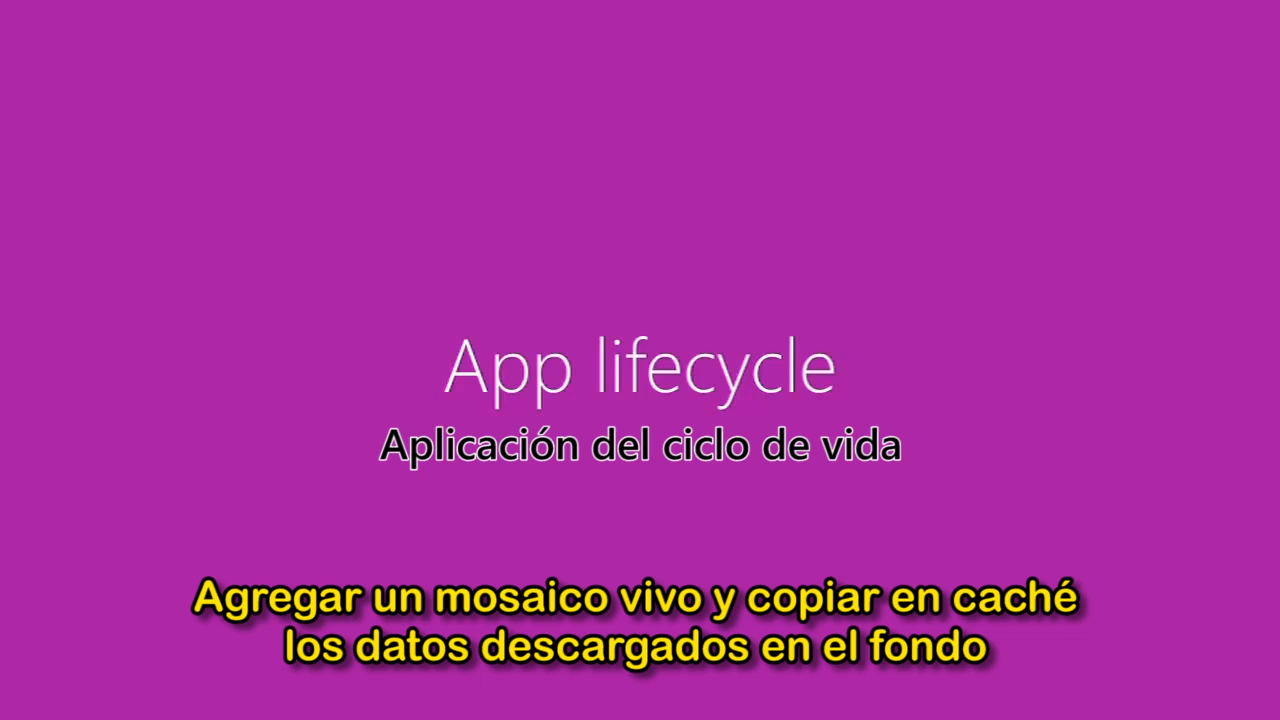 App lifecycle
Aplicación del ciclo de vida
Agregar un mosaico vivo y copiar en caché
los datos descargados en el fondo